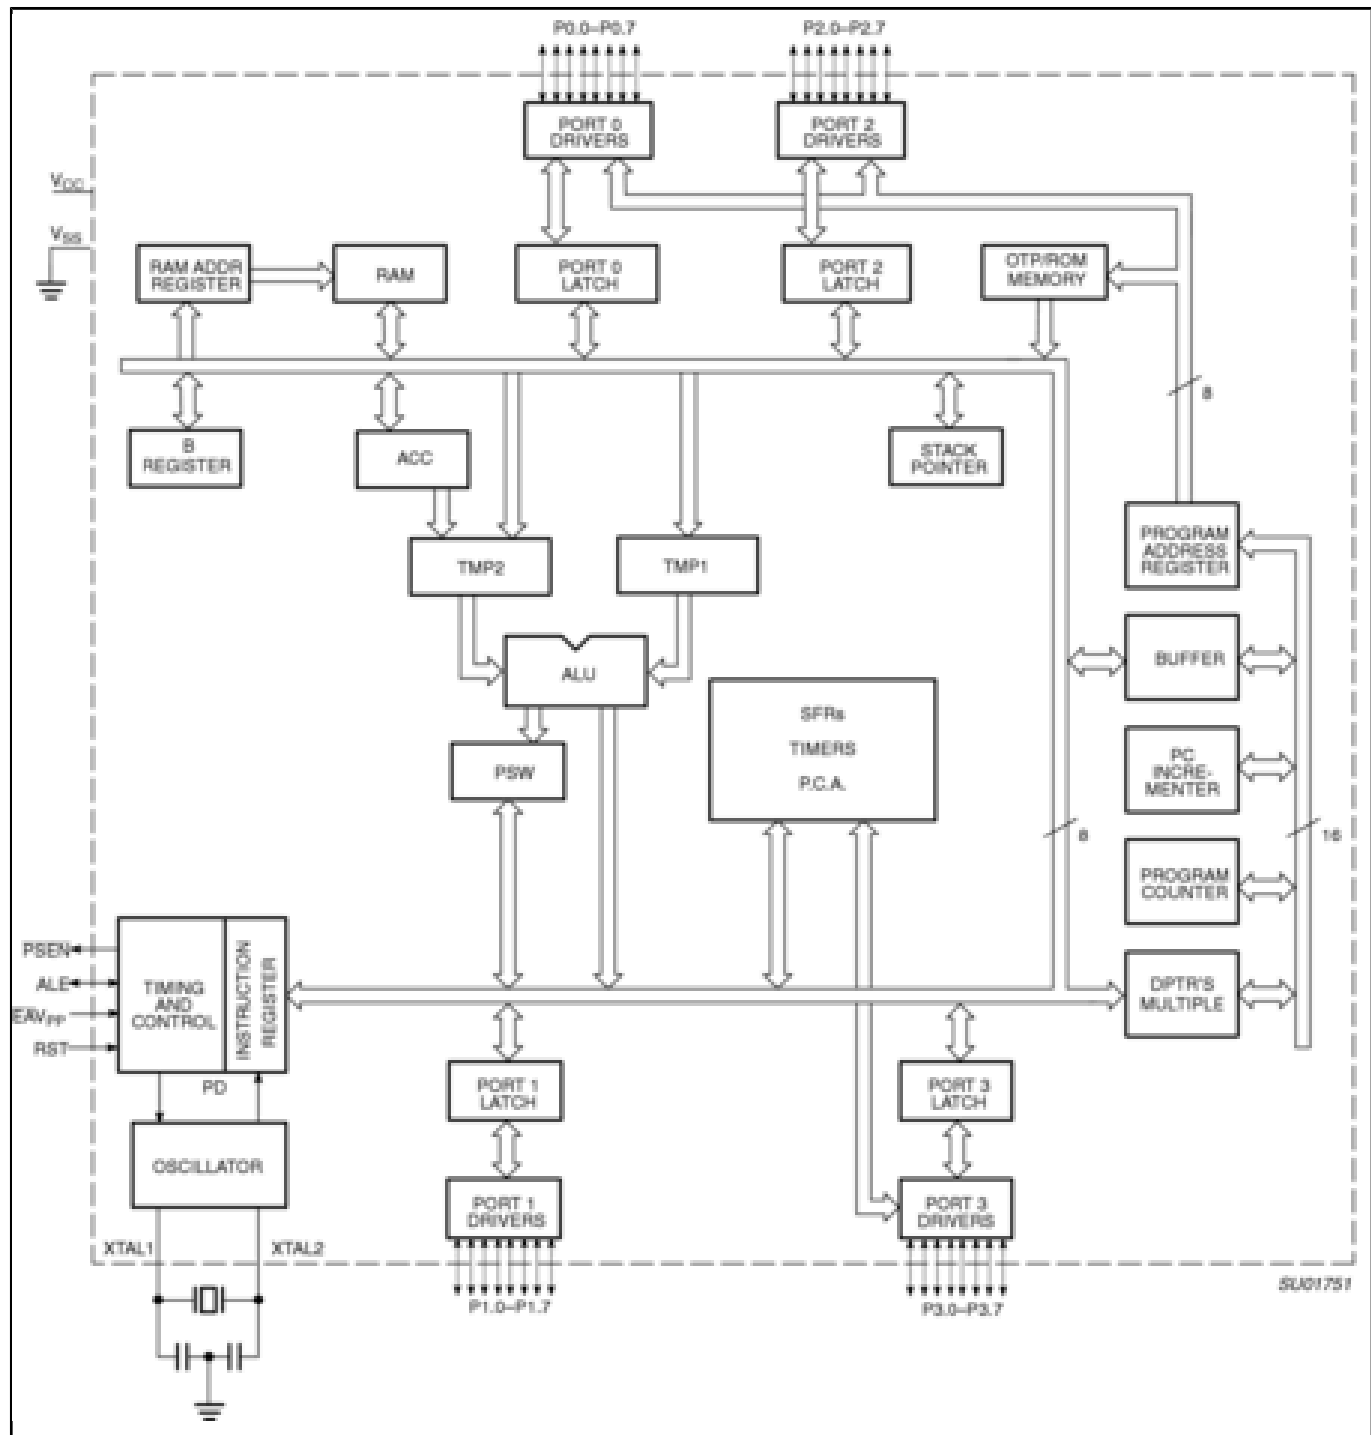 P0.0–P0.7
P2.0–P2.7
PORT 0
DRIVERS
PORT 2
DRIVERS
VCC
VSS
RAM ADDR
REGISTER
RAM
PORT 0
LATCH
PORT 2
LATCH
OTP/ROM
MEMORY
8
B
REGISTER
ACC
STACK
POINTER
TMP2
TMP1
PROGRAM
ADDRESS
REGISTER
ALU
BUFFER
SFRs
TIMERS
P.C.A.
PSW
PC
INCRE-
MENTER
8
16
PROGRAM
COUNTER
PSEN
ALE
EAVPP
RST
TIMING
AND
CONTROL
INSTRUCTION
REGISTER
DPTR'S
MULTIPLE
PD
PORT 1
LATCH
PORT 3
LATCH
OSCILLATOR
PORT 1
DRIVERS
PORT 3
DRIVERS
XTAL1
XTAL2
P1.0–P1.7
P3.0–P3.7
SU01751